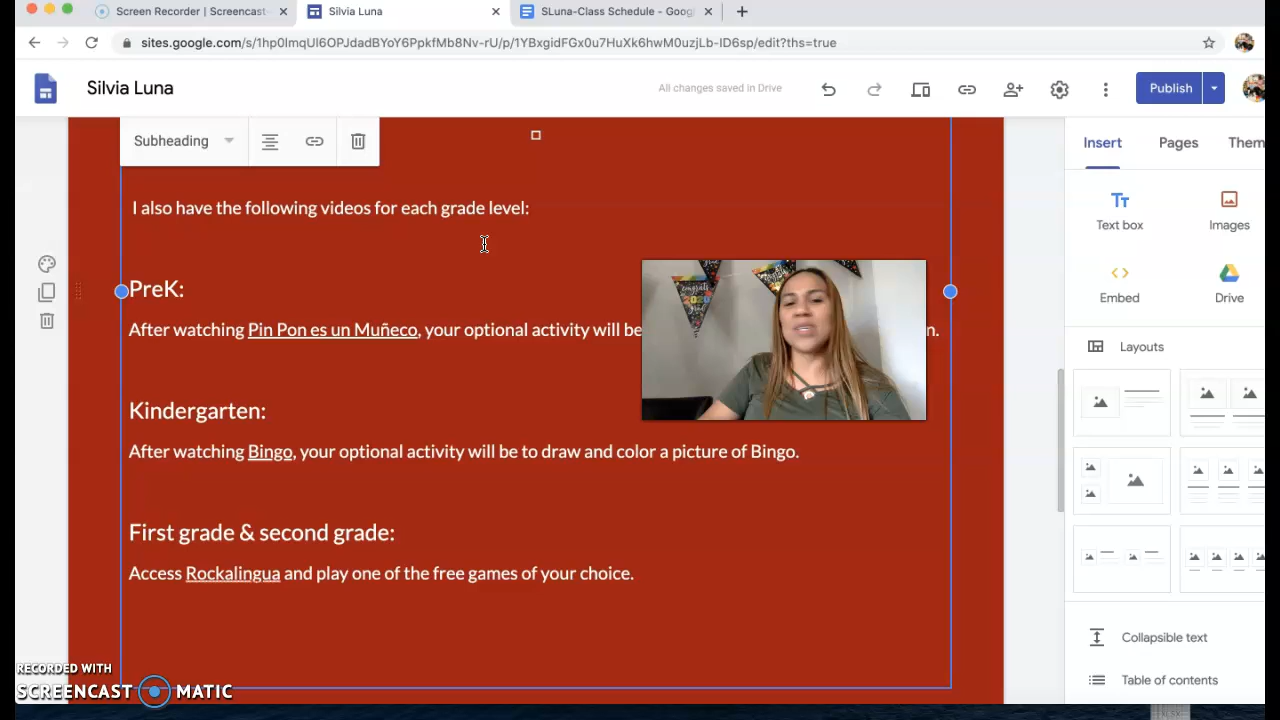 Screen Recorder | Screencast
Silvia Luna
SLuna-Class Schedule - Goog
sites.google.com/s/1hp0lmqUl6OPJdadBYoY6PpkfMb8Nv-rU/p/1YBxgidFGx0u7HuXk6hwM0uzjLb-ID6sp/edit?ths=true
Silvia Luna
All changes saved in Drive
Publish
Subheading
Insert
Pages
Them
I also have the following videos for each grade level:
PreK:
After watching Pin Pon es un Muñeco, your optional activity will be
n.
Kindergarten:
After watching Bingo, your optional activity will be to draw and color a picture of Bingo.
First grade & second grade:
Access Rockalingua and play one of the free games of your choice.
Tt
Text box
Images
Embed
Drive
Layouts
Collapsible text
Table of contents
congrats
2020
RECORDED WITH
SCREENCAST MATIC